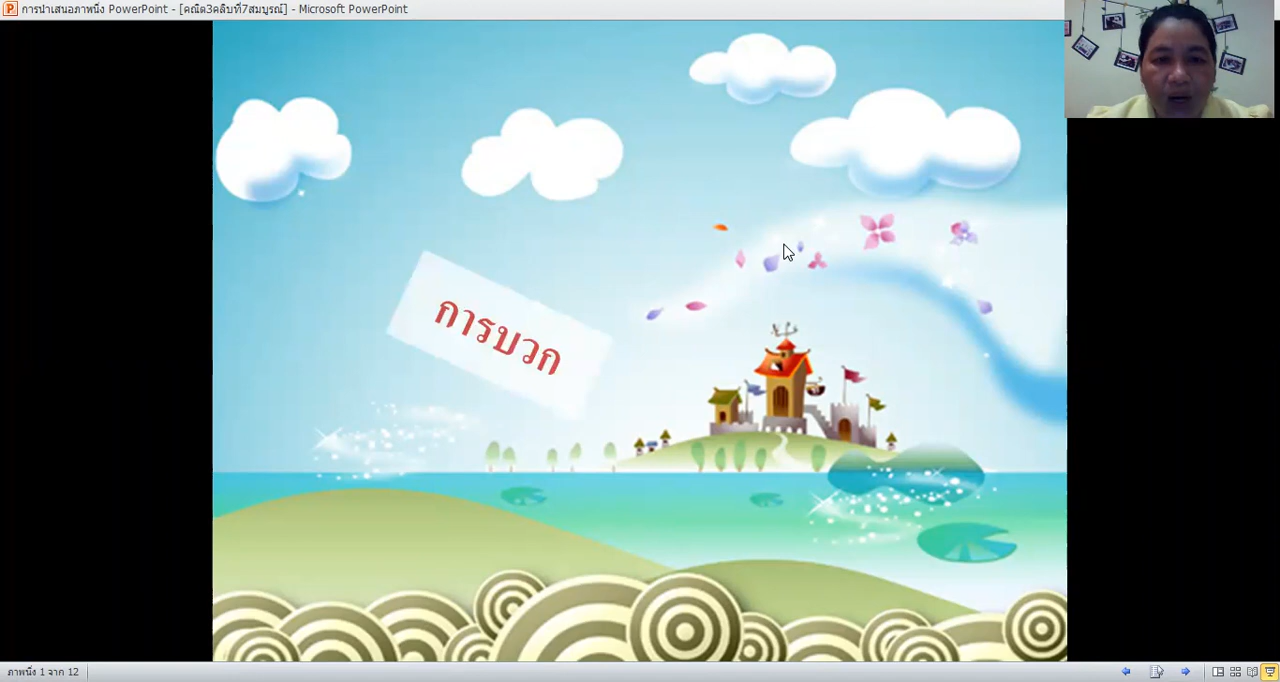 การนำเสนอภาพนิ่ง PowerPoint - [คณิต3คลิบที่7สมบูรณ์] - Microsoft PowerPoint
การบวก
ภาพนิ่ง 1 จาก 12